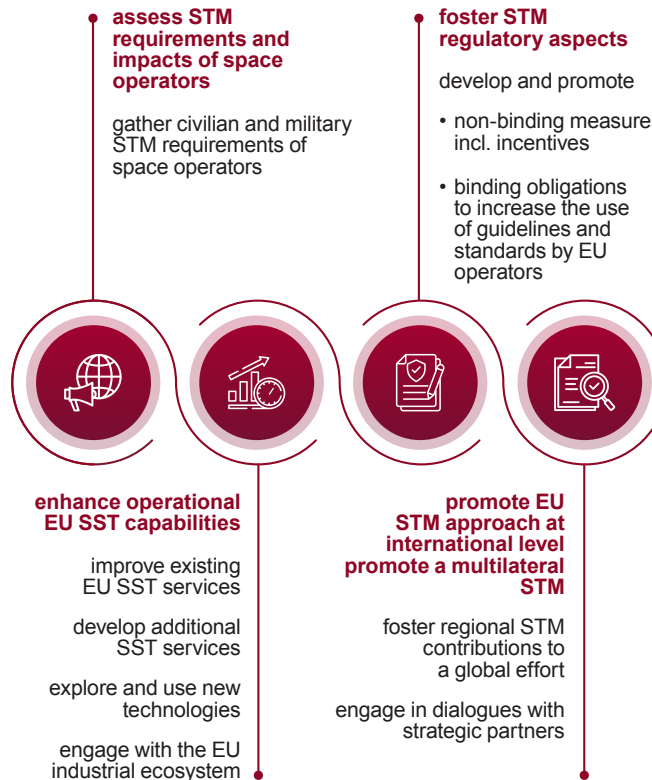 assess STM
requirements and
impacts of space
operators
gather civilian and military
STM requirements of
space operators
foster STM
regulatory aspects
develop and promote
• non-binding measure
incl. incentives
• binding obligations
to increase the use
of guidelines and
standards by EU
operators
enhance operational
EU SST capabilities
improve existing
EU SST services
develop additional
SST services
explore and use new
technologies
engage with the EU
industrial ecosystem
promote EU
STM approach at
international level
promote a multilateral
STM
foster regional STM
contributions to
a global effort
engage in dialogues with
strategic partners